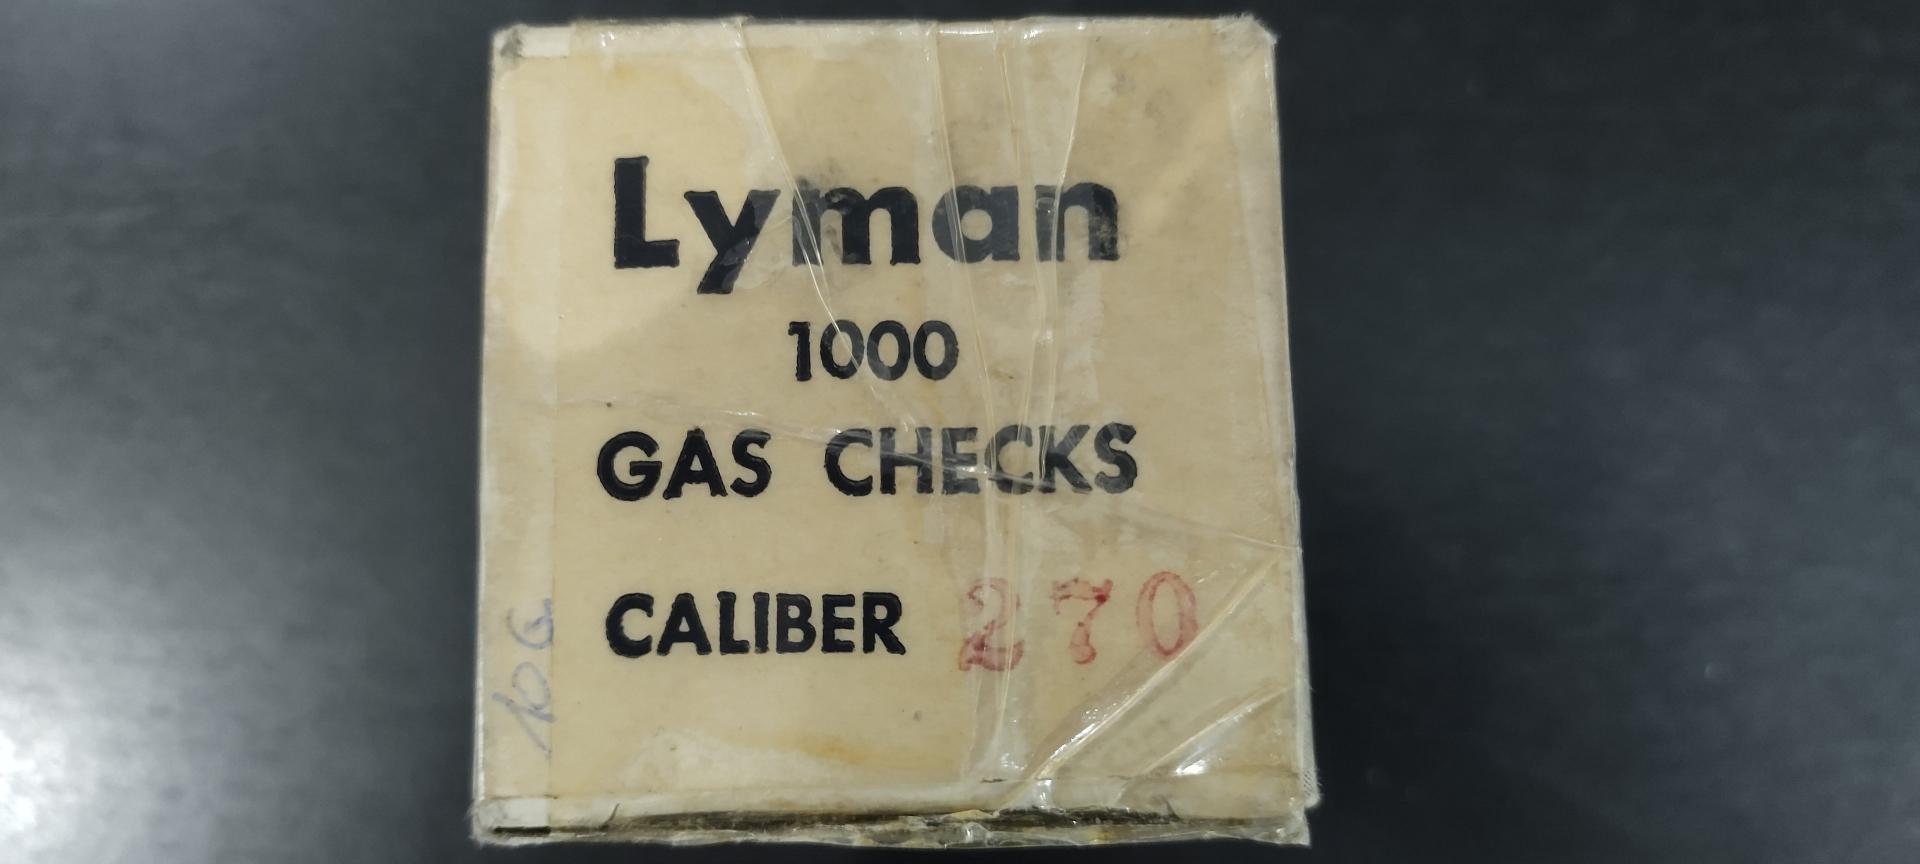 Lyman
1000
GAS CHECKS
CALIBER 270